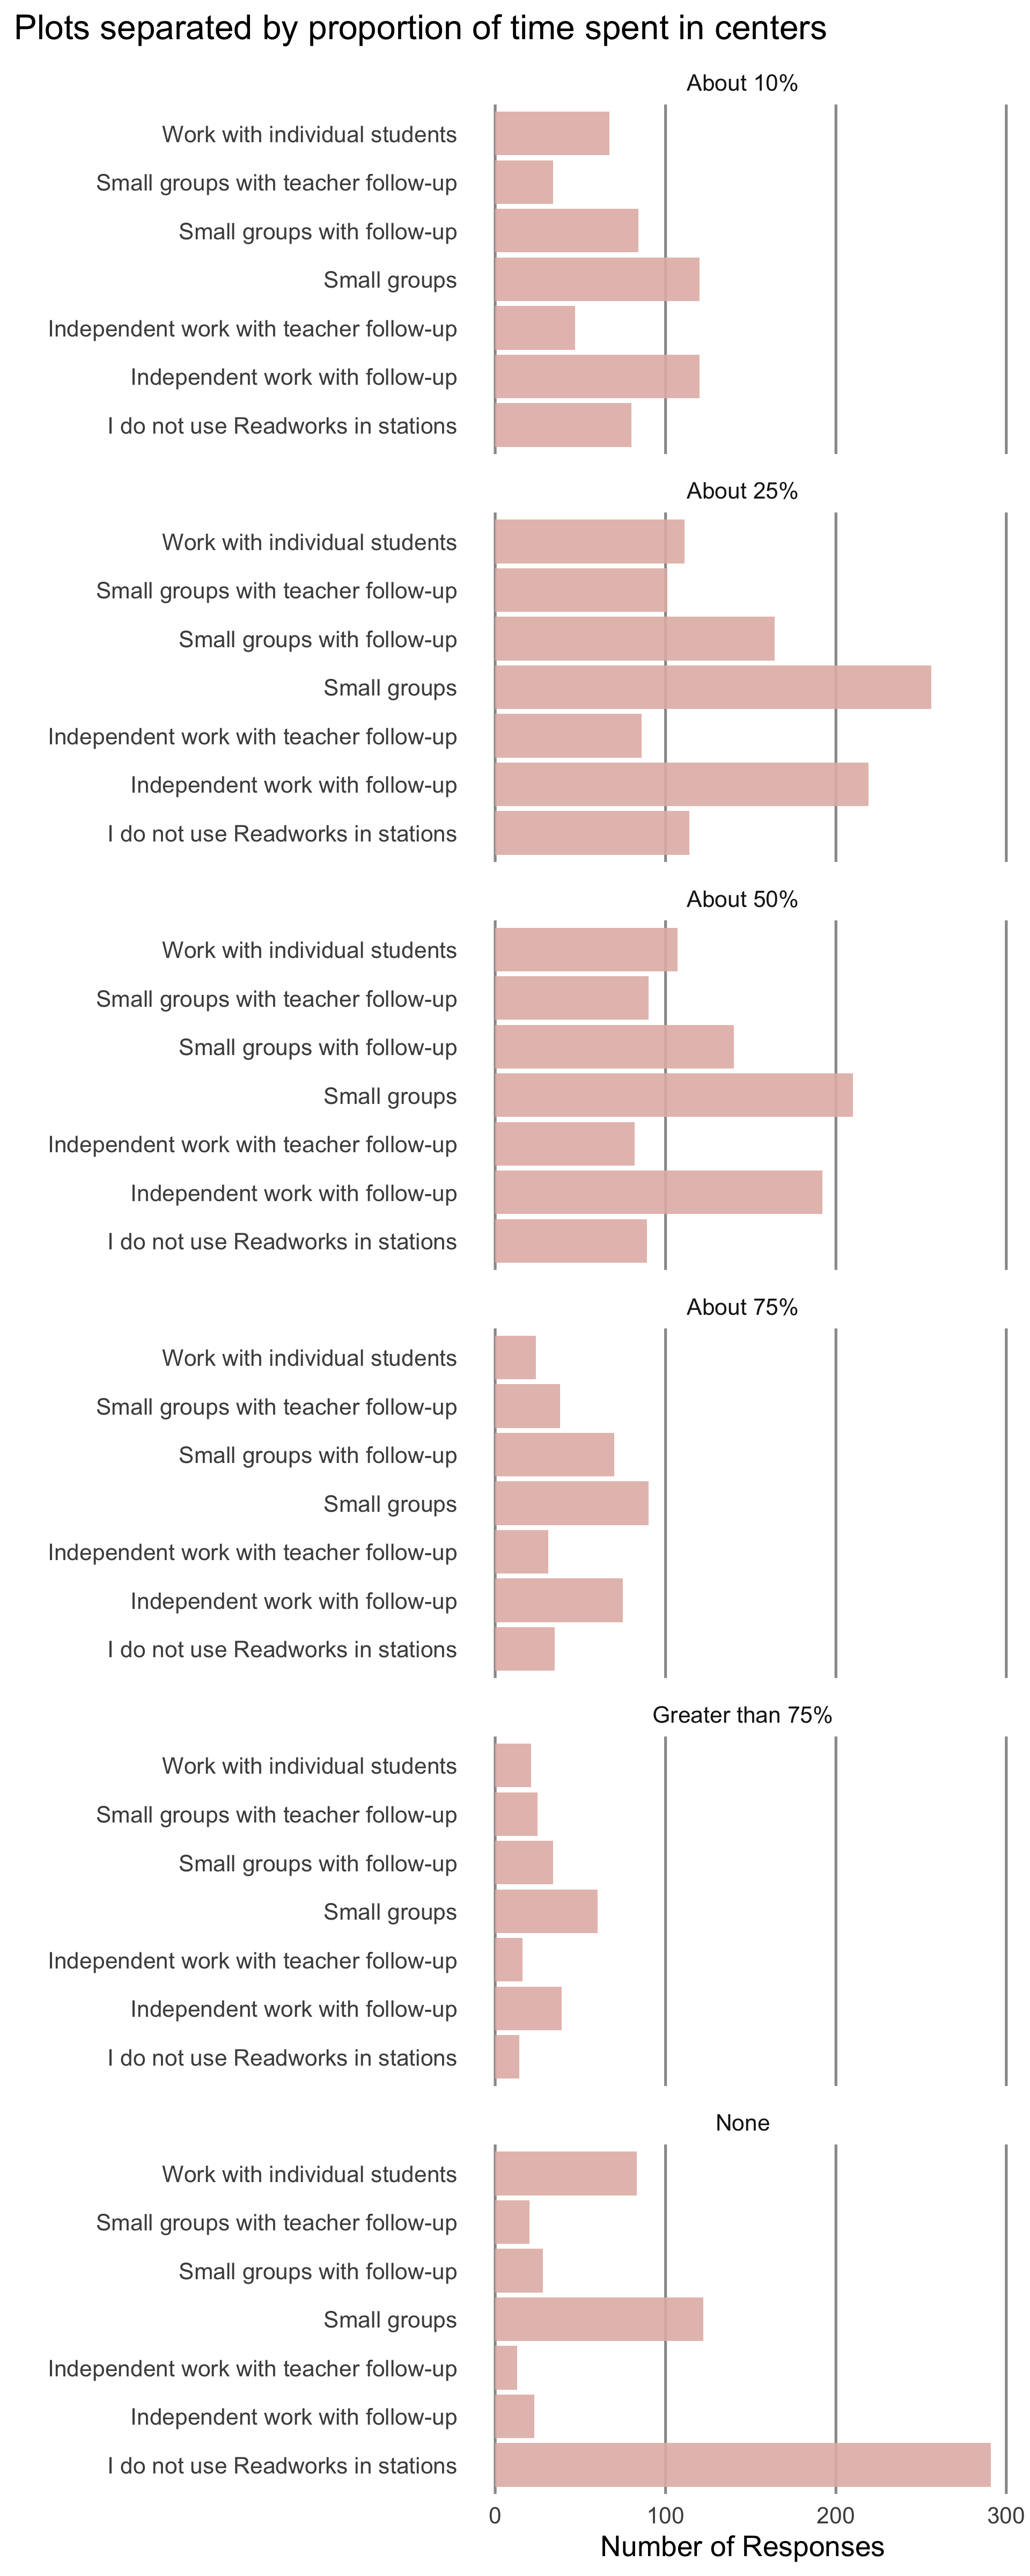 Plots separated by proportion of time spent in centers
About 10%
Work with individual students
Small groups with teacher follow-up
Small groups with follow-up
Small groups
Independent work with teacher follow-up
Independent work with follow-up
I do not use Readworks in stations
About 25%
Work with individual students
Small groups with teacher follow-up
Small groups with follow-up
Small groups
Independent work with teacher follow-up
Independent work with follow-up
I do not use Readworks in stations
About 50%
Work with individual students
Small groups with teacher follow-up
Small groups with follow-up
Small groups
Independent work with teacher follow-up
Independent work with follow-up
I do not use Readworks in stations
About 75%
Work with individual students
Small groups with teacher follow-up
Small groups with follow-up
Small groups
Independent work with teacher follow-up
Independent work with follow-up
I do not use Readworks in stations
Greater than 75%
Work with individual students
Small groups with teacher follow-up
Small groups with follow-up
Small groups
Independent work with teacher follow-up
Independent work with follow-up
I do not use Readworks in stations
None
Work with individual students
Small groups with teacher follow-up
Small groups with follow-up
Small groups
Independent work with teacher follow-up
Independent work with follow-up
I do not use Readworks in stations
0 100 200 300
Number of Responses